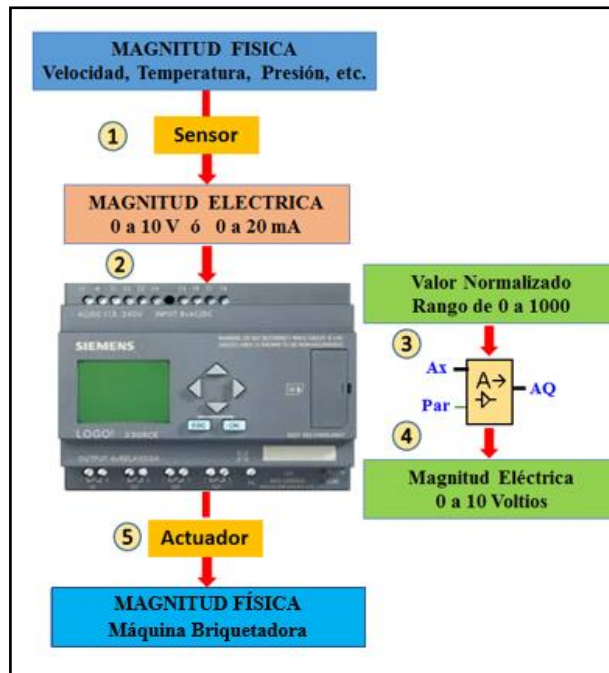 MAGNITUD FISICA
Velocidad, Temperatura, Presión, etc.
1
Sensor
MAGNITUD ELECTRICA
0 a 10 V ó 0 a 20 mA
2
SIEMENS
ESC
OK
LOGO!
Valor Normalizado
Rango de 0 a 1000
3
Ax
A→
AQ
Par
4
Magnitud Eléctrica
0 a 10 Voltios
5
Actuador
MAGNITUD FÍSICA
Máquina Briquetadora